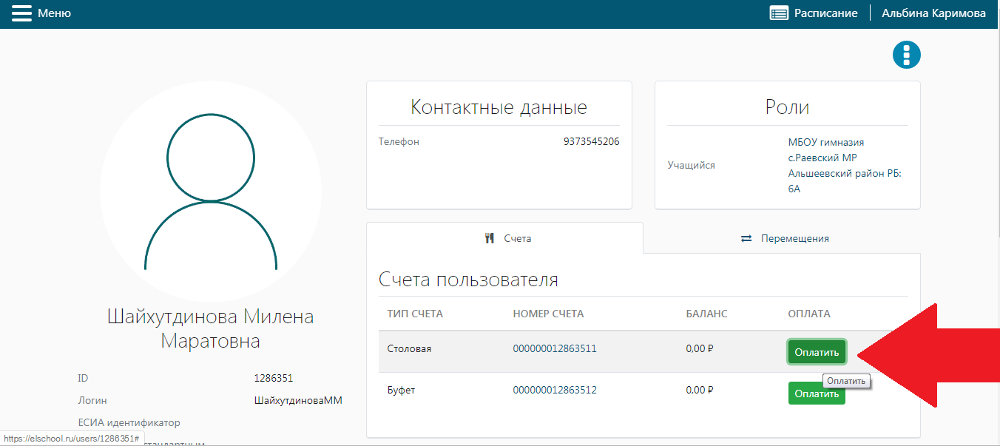 Меню
Расписание
Альбина Каримова
Контактные данные
Телефон
9373545206
Роли
Учащийся
МБОУ гимназия
с.Раевский МР
Альшеевский район РБ:
6А
Счета
Перемещения
Счета пользователя
ТИП СЧЕТА НОМЕР СЧЕТА БАЛАНС ОПЛАТА
Столовая 000000012863511 0,00 ₽ Оплатить
Оплатить
Буфет 000000012863512 0,00 ₽ Оплатить
Шайхутдинова Милена
Маратовна
ID 1286351
Логин ШайхутдиноваММ
ЕСИА идентификатор
https://elschool.ru/users/1286351#